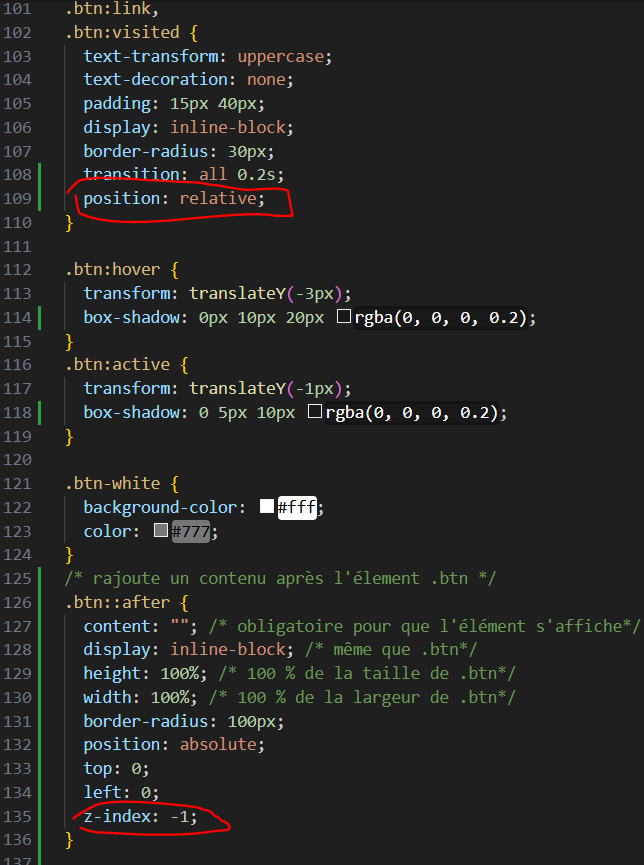 101 .btn:link,
102 .btn:visited {
103 text-transform: uppercase;
104 text-decoration: none;
105 padding: 15px 40px;
106 display: inline-block;
107 border-radius: 30px;
108 transition: all 0.2s;
109 position: relative;
110 }
111
112 .btn:hover {
113 transform: translateY(-3px);
114 box-shadow: 0px 10px 20px rgba(0, 0, 0, 0.2);
115 }
116 .btn:active {
117 transform: translateY(-1px);
118 box-shadow: 0 5px 10px rgba(0, 0, 0, 0.2);
119 }
120
121 .btn-white {
122 background-color: #fff;
123 color: #777;
124 }
125 /* rajoute un contenu après l'élement .btn */
126 .btn::after {
127 content: ""; /* obligatoire pour que l'élément s'affiche*/
128 display: inline-block; /* même que .btn*/
129 height: 100%; /* 100 % de la taille de .btn*/
130 width: 100%; /* 100 % de la largeur de .btn*/
131 border-radius: 100px;
132 position: absolute;
133 top: 0;
134 left: 0;
135 z-index: -1;
136 }
137